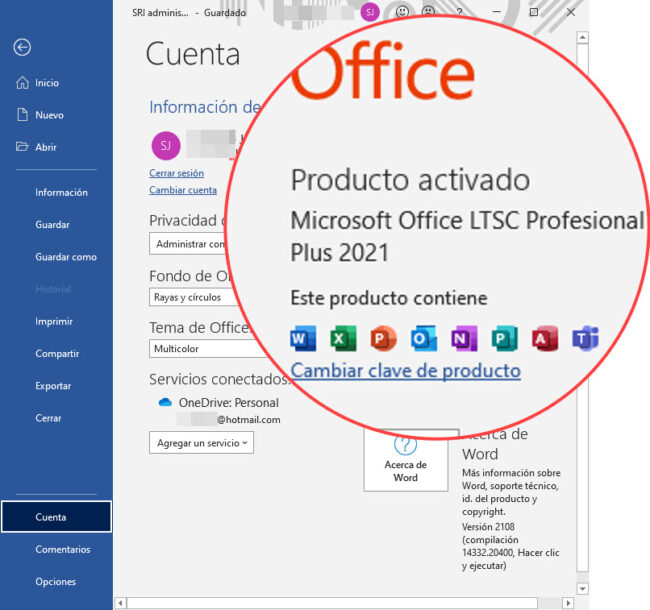 SRI adminis... - Guardado
SJ
?
Cuenta
Inicio
Nuevo
Abrir
Información
Guardar
Guardar como
Historial
Imprimir
Compartir
Exportar
Cerrar
Cuenta
Comentarios
Opciones
Información de
SJ
Cerrar sesión
Cambiar cuenta
Privacidad
Administrar con
Fondo de Of
Rayas y círculos
Tema de Office
Multicolor
Servicios conectados:
OneDrive: Personal
@hotmail.com
Agregar un servicio
Office
Producto activado
Microsoft Office LTSC Profesional
Plus 2021
Este producto contiene
W X P O N P A T
Cambiar clave de producto
?
Acerca de
Word
Acerca de
Word
Más información sobre
Word, soporte técnico,
id. del producto y
copyright.
Versión 2108
(compilación
14332.20400, Hacer clic
y ejecutar)